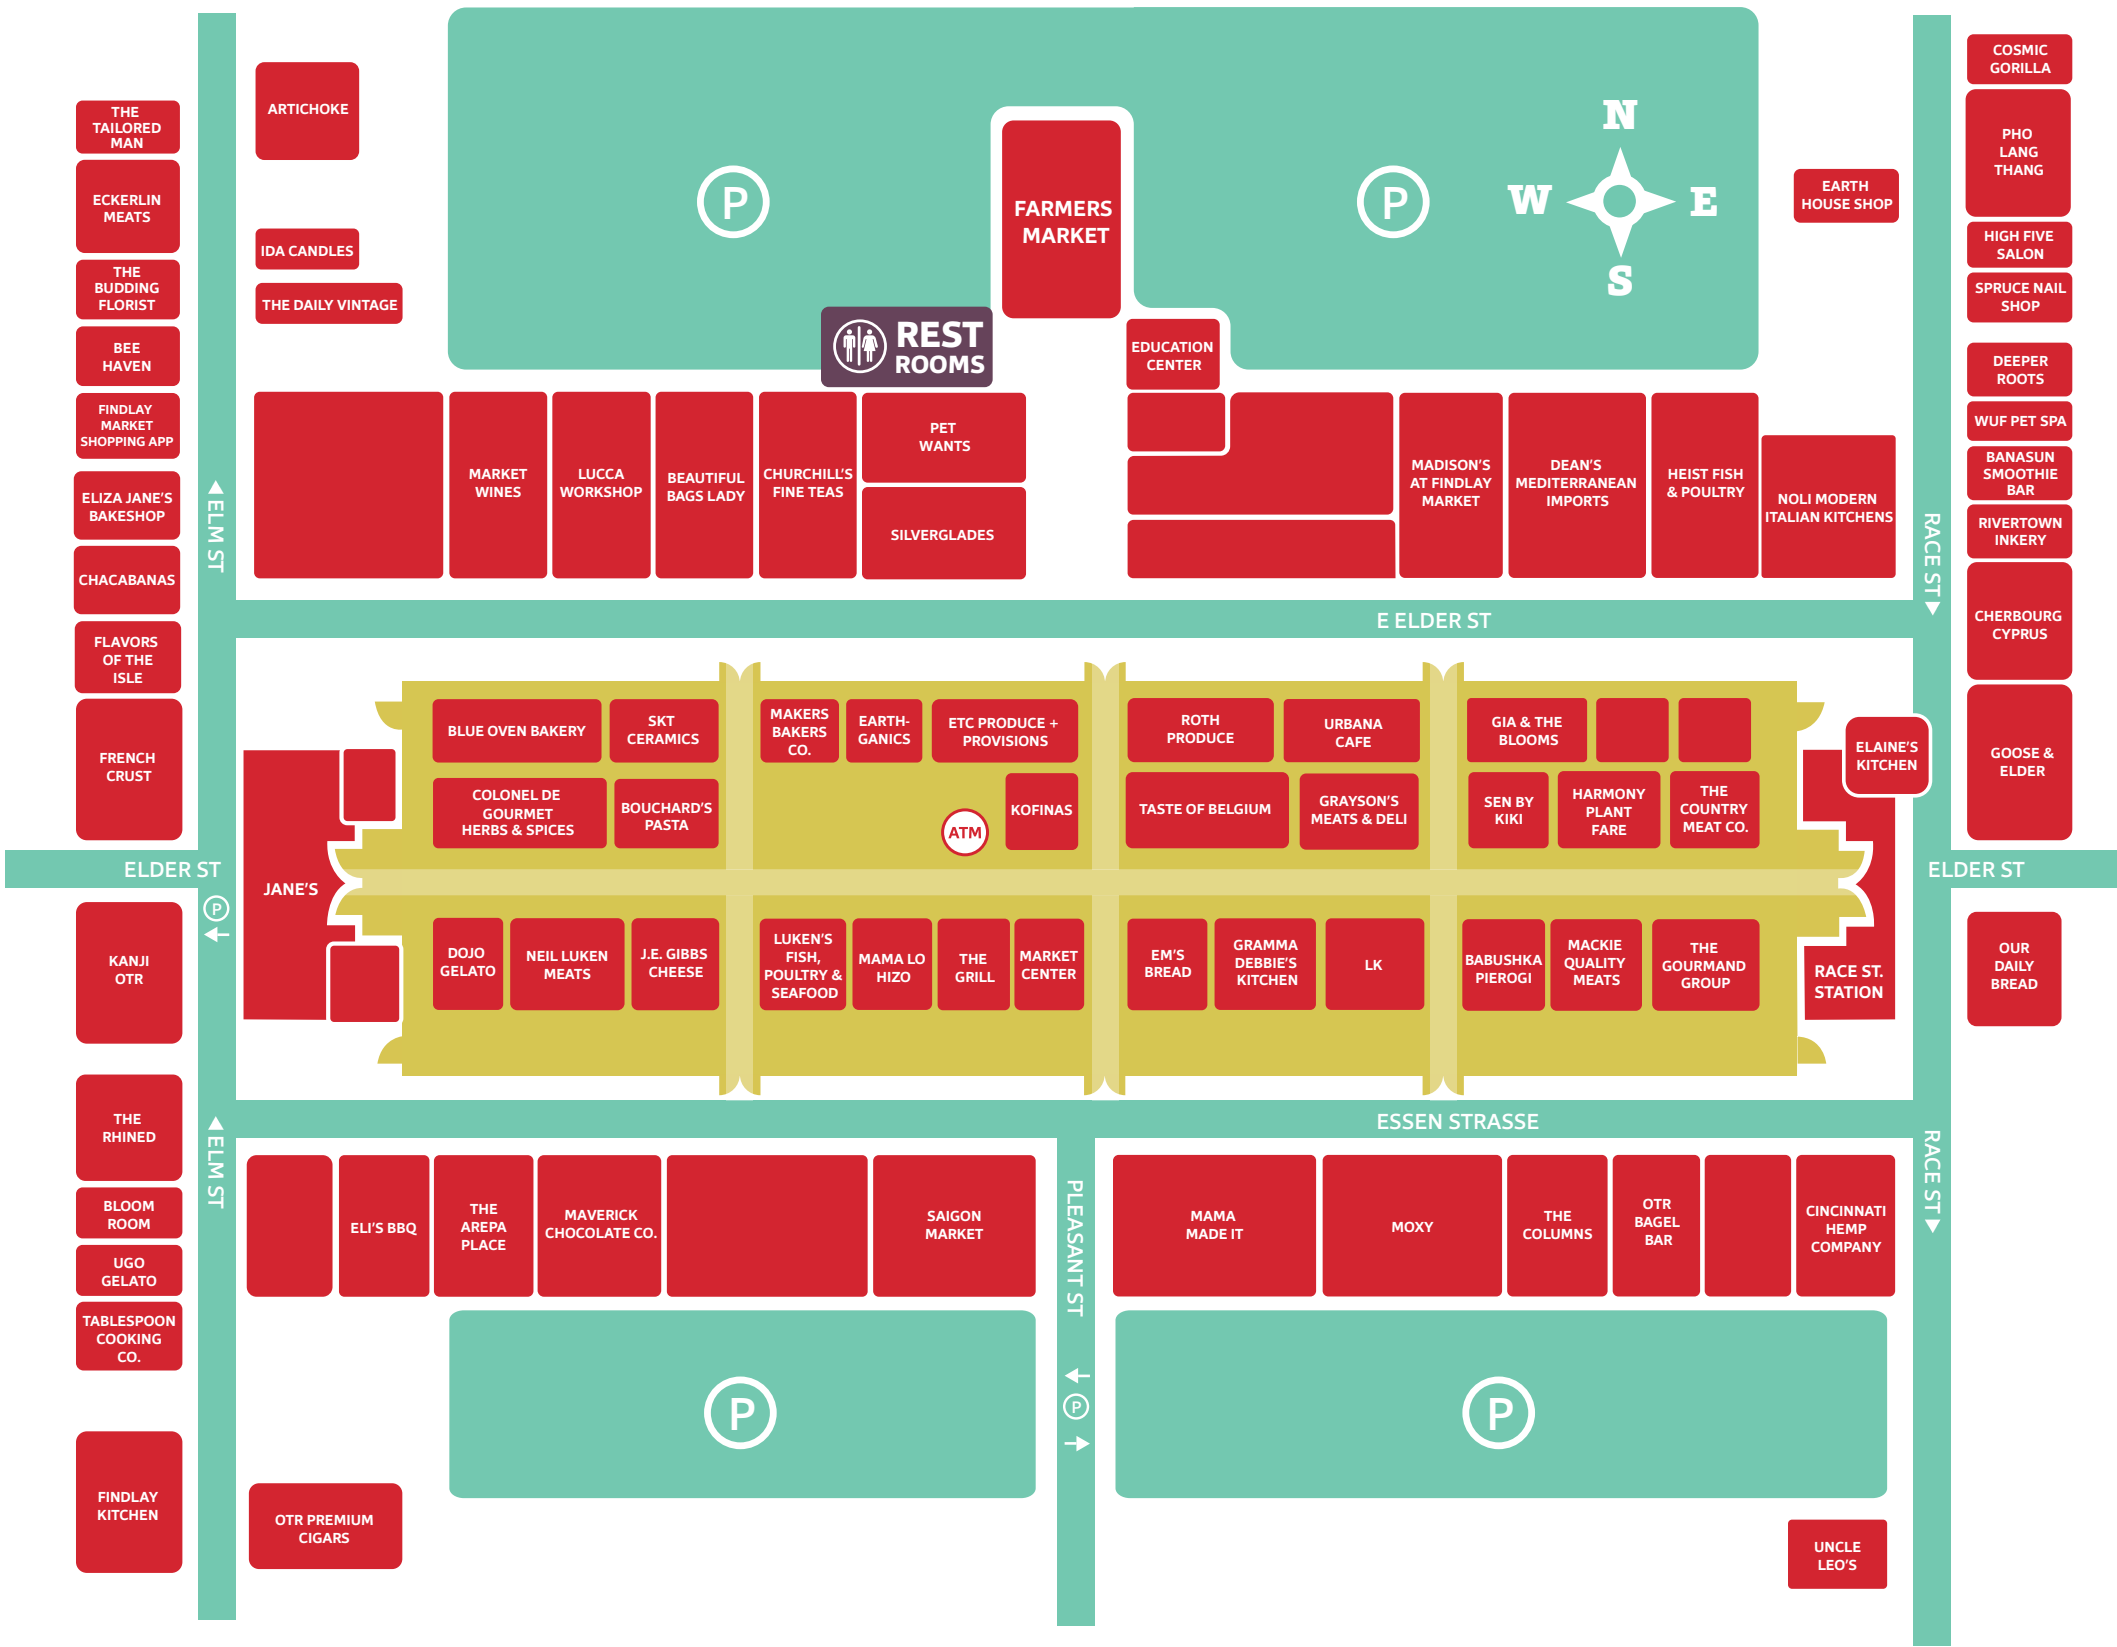 THE
TAILORED
MAN
ECKERLIN
MEATS
THE
BUDDING
FLORIST
BEE
HAVEN
FINDLAY
MARKET
SHOPPING APP
ELIZA JANE'S
BAKESHOP
CHACABANAS
FLAVORS
OF THE
ISLE
FRENCH
CRUST
ELDER ST
KANJI
OTR
THE
RHINED
BLOOM
ROOM
UGO
GELATO
TABLESPOON
COOKING
CO.
FINDLAY
KITCHEN
ELM ST
P
ELM ST
ARTICHOKE
IDA CANDLES
THE DAILY VINTAGE
P
FARMERS
MARKET
P
N
W
E
S
EARTH
HOUSE SHOP
REST
ROOMS
EDUCATION
CENTER
MARKET
WINES
LUCCA
WORKSHOP
BEAUTIFUL
BAGS LADY
CHURCHILL'S
FINE TEAS
PET
WANTS
SILVERGLADES
MADISON'S
AT FINDLAY
MARKET
DEAN'S
MEDITERRANEAN
IMPORTS
HEIST FISH
& POULTRY
NOLI MODERN
ITALIAN KITCHENS
E ELDER ST
JANE'S
BLUE OVEN BAKERY
SKT
CERAMICS
COLONEL DE
GOURMET
HERBS & SPICES
BOUCHARD'S
PASTA
MAKERS
BAKERS
CO.
EARTH-
GANICS
ETC PRODUCE +
PROVISIONS
ATM
KOFINAS
ROTH
PRODUCE
URBANA
CAFE
TASTE OF BELGIUM
GRAYSON'S
MEATS & DELI
GIA & THE
BLOOMS
SEN BY
KIKI
HARMONY
PLANT
FARE
THE
COUNTRY
MEAT CO.
ELAINE'S
KITCHEN
DOJO
GELATO
NEIL LUKEN
MEATS
J.E. GIBBS
CHEESE
LUKEN'S
FISH,
POULTRY &
SEAFOOD
MAMA LO
HIZO
THE
GRILL
MARKET
CENTER
EM'S
BREAD
GRAMMA
DEBBIE'S
KITCHEN
LK
BABUSHKA
PIEROGI
MACKIE
QUALITY
MEATS
THE
GOURMAND
GROUP
RACE ST.
STATION
ESSEN STRASSE
ELI'S BBQ
THE
AREPA
PLACE
MAVERICK
CHOCOLATE CO.
SAIGON
MARKET
PLEASANT ST
P
MAMA
MADE IT
MOXY
THE
COLUMNS
OTR
BAGEL
BAR
CINCINNATI
HEMP
COMPANY
P
P
OTR PREMIUM
CIGARS
UNCLE
LEO'S
RACE ST
RACE ST
COSMIC
GORILLA
PHO
LANG
THANG
HIGH FIVE
SALON
SPRUCE NAIL
SHOP
DEEPER
ROOTS
WUF PET SPA
BANASUN
SMOOTHIE
BAR
RIVERTOWN
INKERY
CHERBOURG
CYPRUS
GOOSE &
ELDER
ELDER ST
OUR
DAILY
BREAD